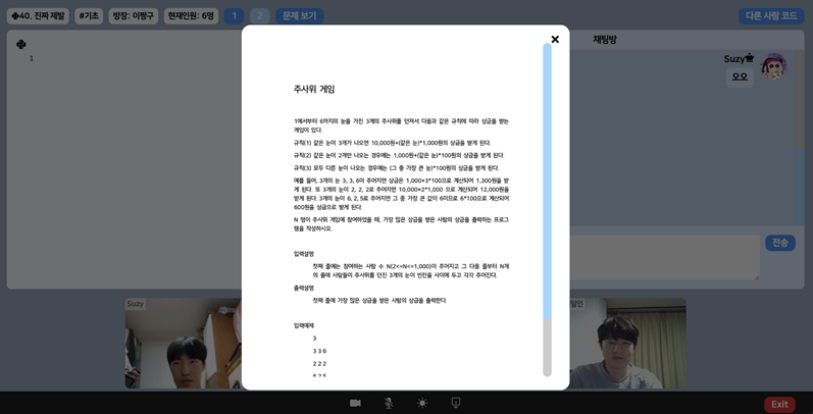 ◆40. 진짜 제발 #기초 방장: 이짱구 현재인원: 6명 1 2 문제 보기 다른 사람 코드
채팅방
1
Suzy
오오
전송
주사위 게임
1에서부터 6까지의 눈을 가진 3개의 주사위를 던져서 다음과 같은 규칙에 따라 상금을 받는
게임이 있다.
규칙(1) 같은 눈이 3개가 나오면 10,000원+(같은 눈)*1,000원의 상금을 받게 된다.
규칙(2) 같은 눈이 2개만 나오는 경우에는 1,000원+(같은 눈)*100원의 상금을 받게 된다.
규칙(3) 모두 다른 눈이 나오는 경우에는 (그 중 가장 큰 눈)*100원의 상금을 받게 된다.
예를 들어, 3개의 눈 3, 3, 6이 주어지면 상금은 1,000+3*100으로 계산되어 1,300원을 받
게 된다. 또 3개의 눈이 2, 2, 2로 주어지면 10,000+2*1,000 으로 계산되어 12,000원을
받게 된다. 3개의 눈이 6, 2, 5로 주어지면 그 중 가장 큰 값이 6이므로 6*100으로 계산되어
600원을 상금으로 받게 된다.
N 명이 주사위 게임에 참여하였을 때, 가장 많은 상금을 받은 사람의 상금을 출력하는 프로그
램을 작성하시오.
입력설명
첫째 줄에는 참여하는 사람 수 N(2<=N<=1,000)이 주어지고 그 다음 줄부터 N개
의 줄에 사람들이 주사위를 던진 3개의 눈이 빈칸을 사이에 두고 각각 주어진다.
출력설명
첫째 줄에 가장 많은 상금을 받은 사람의 상금을 출력한다.
입력예제
3
3 3 6
2 2 2
6 2 5
Suzy
달인
Exit